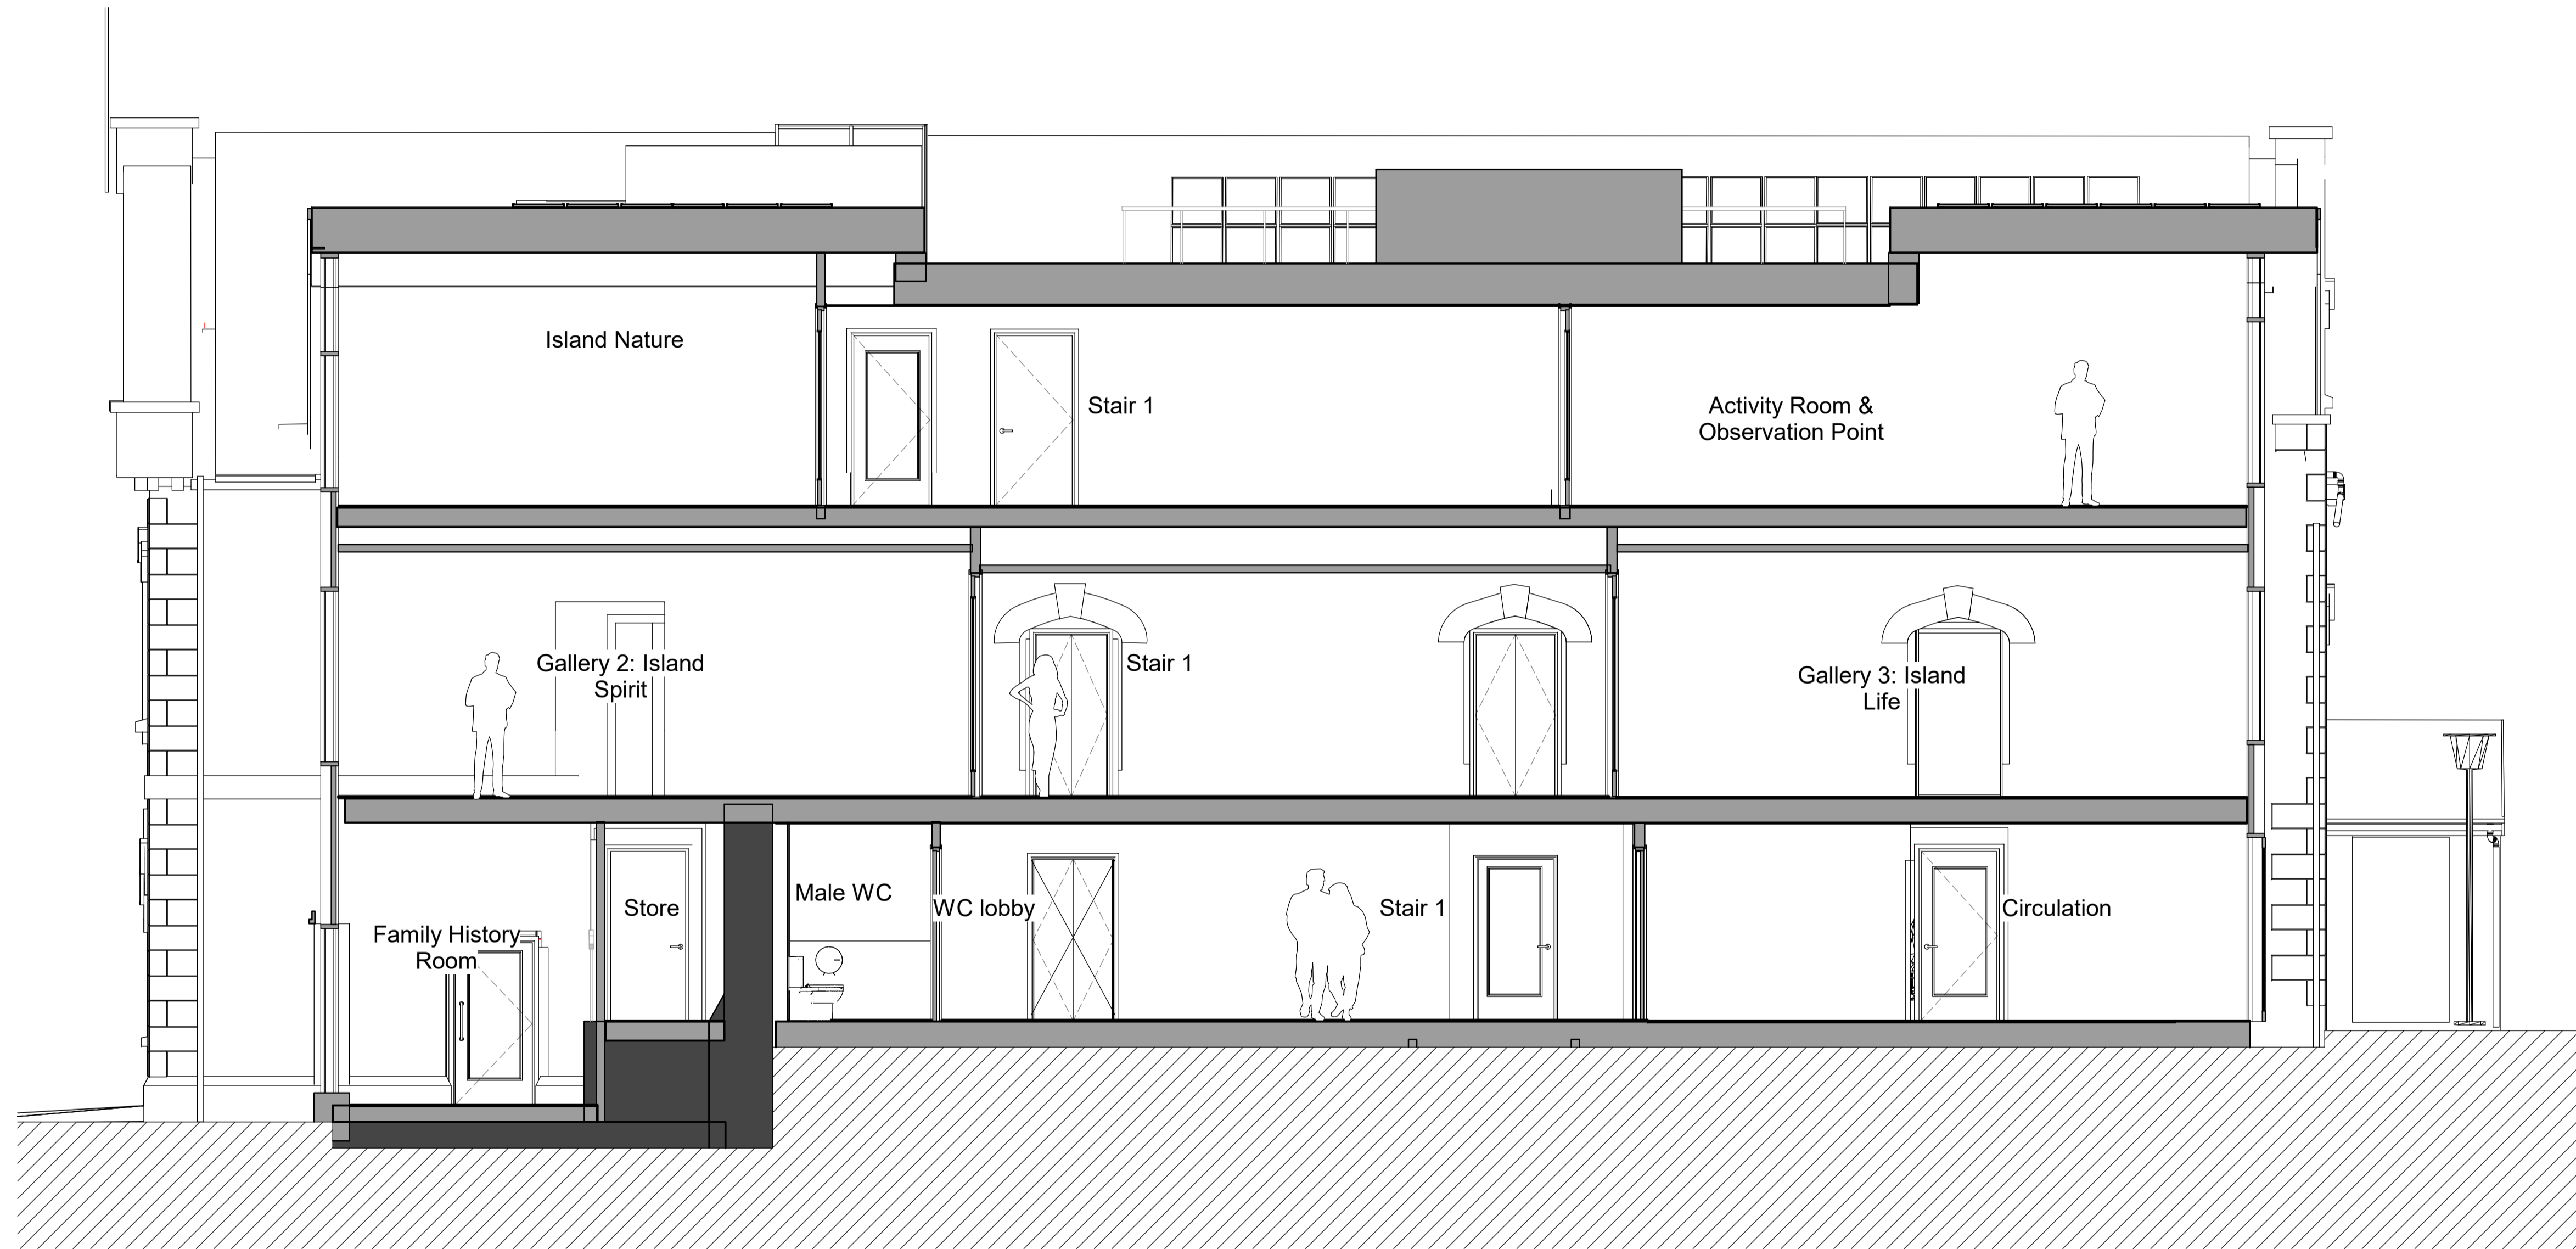 Island Nature
Stair 1
Activity Room &
Observation Point
Gallery 2: Island
Spirit
Stair 1
Gallery 3: Island
Life
Family History
Room
Store
Male WC
WC lobby
Stair 1
Circulation